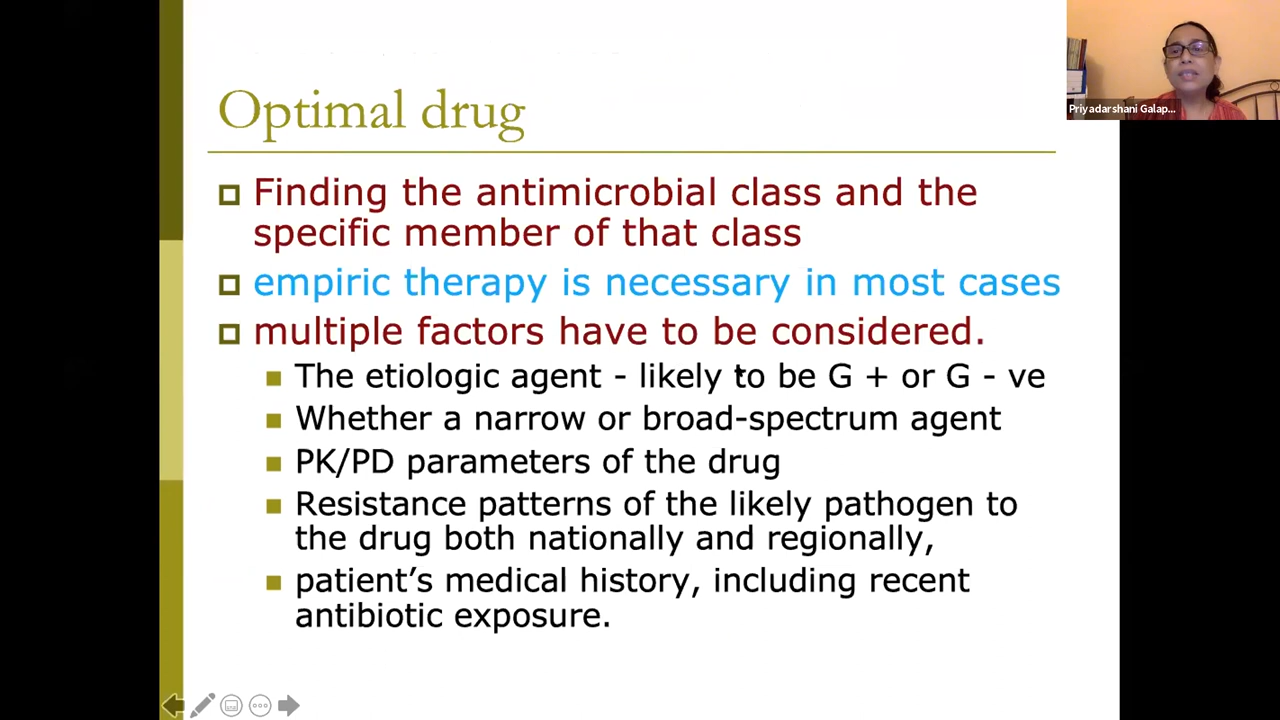 Optimal drug
Finding the antimicrobial class and the
specific member of that class
empiric therapy is necessary in most cases
multiple factors have to be considered.
The etiologic agent - likely to be G + or G - ve
Whether a narrow or broad-spectrum agent
PK/PD parameters of the drug
Resistance patterns of the likely pathogen to
the drug both nationally and regionally,
patient’s medical history, including recent
antibiotic exposure.
Priyadarshani Galap...